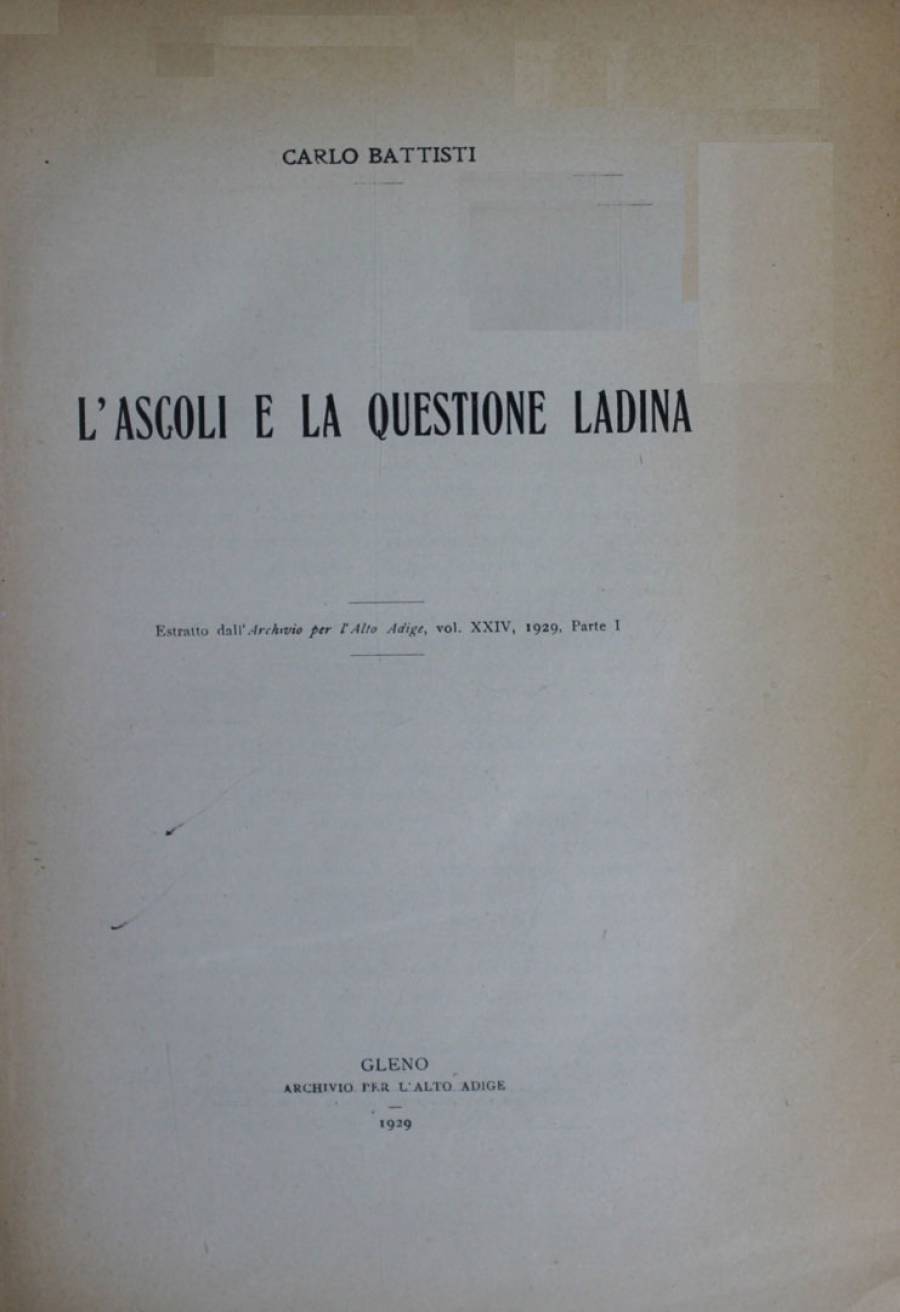 CARLO BATTISTI
L'ASCOLI E LA QUESTIONE LADINA
Estratto dall'Archivio per l'Alto Adige, vol. XXIV, 1929, Parte I
GLENO
ARCHIVIO PER L'ALTO ADIGE
1929